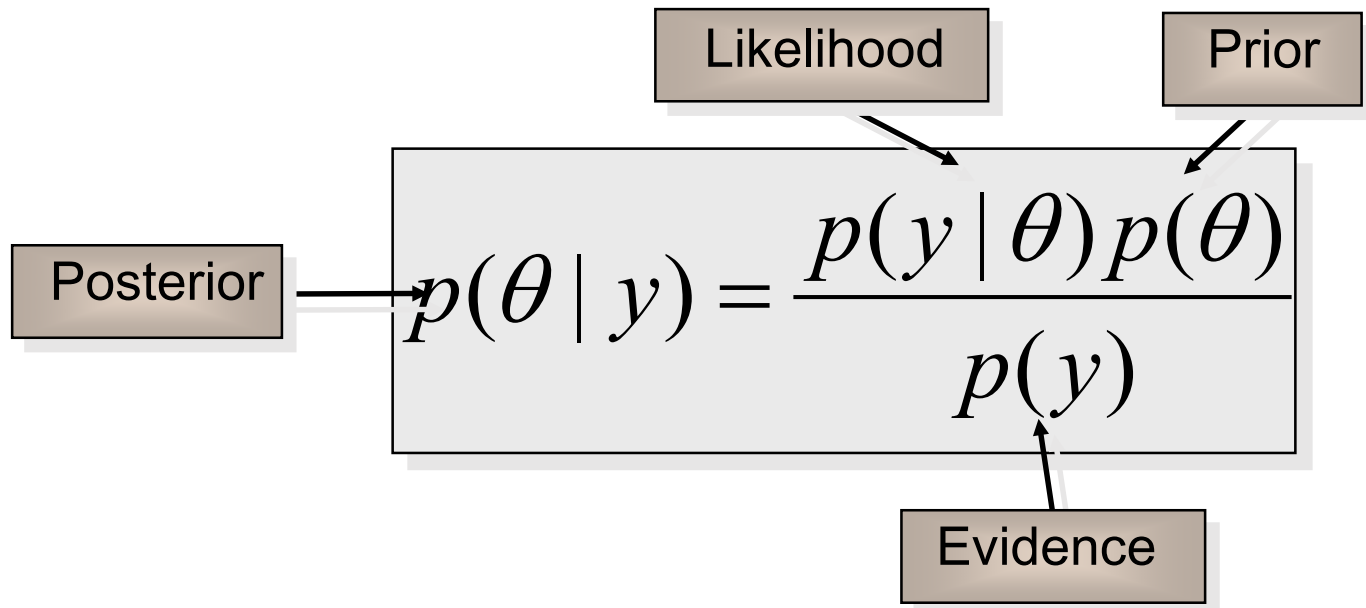 Likelihood
Prior
Posterior
p(θ | y) = p(y | θ) p(θ)
p(y)
Evidence